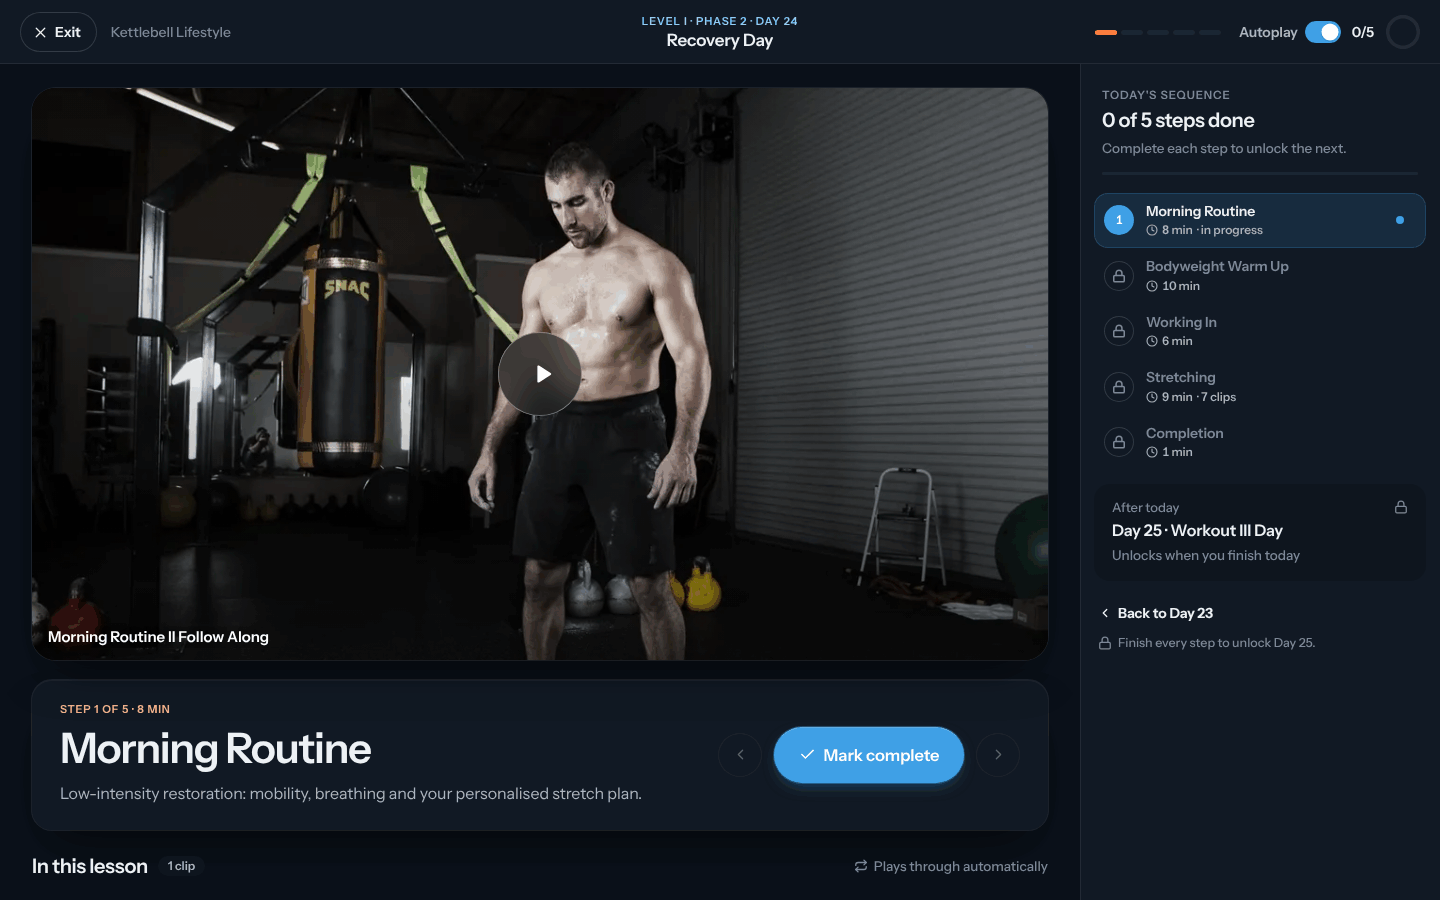 Exit
Kettlebell Lifestyle
LEVEL I · PHASE 2 · DAY 24
Recovery Day
Autoplay
0/5
SNAC
Morning Routine II Follow Along
STEP 1 OF 5 · 8 MIN
Morning Routine
Low-intensity restoration: mobility, breathing and your personalised stretch plan.
Mark complete
In this lesson
1 clip
Plays through automatically
TODAY'S SEQUENCE
0 of 5 steps done
Complete each step to unlock the next.
1
Morning Routine
8 min · in progress
Bodyweight Warm Up
10 min
Working In
6 min
Stretching
9 min · 7 clips
Completion
1 min
After today
Day 25 · Workout III Day
Unlocks when you finish today
Back to Day 23
Finish every step to unlock Day 25.